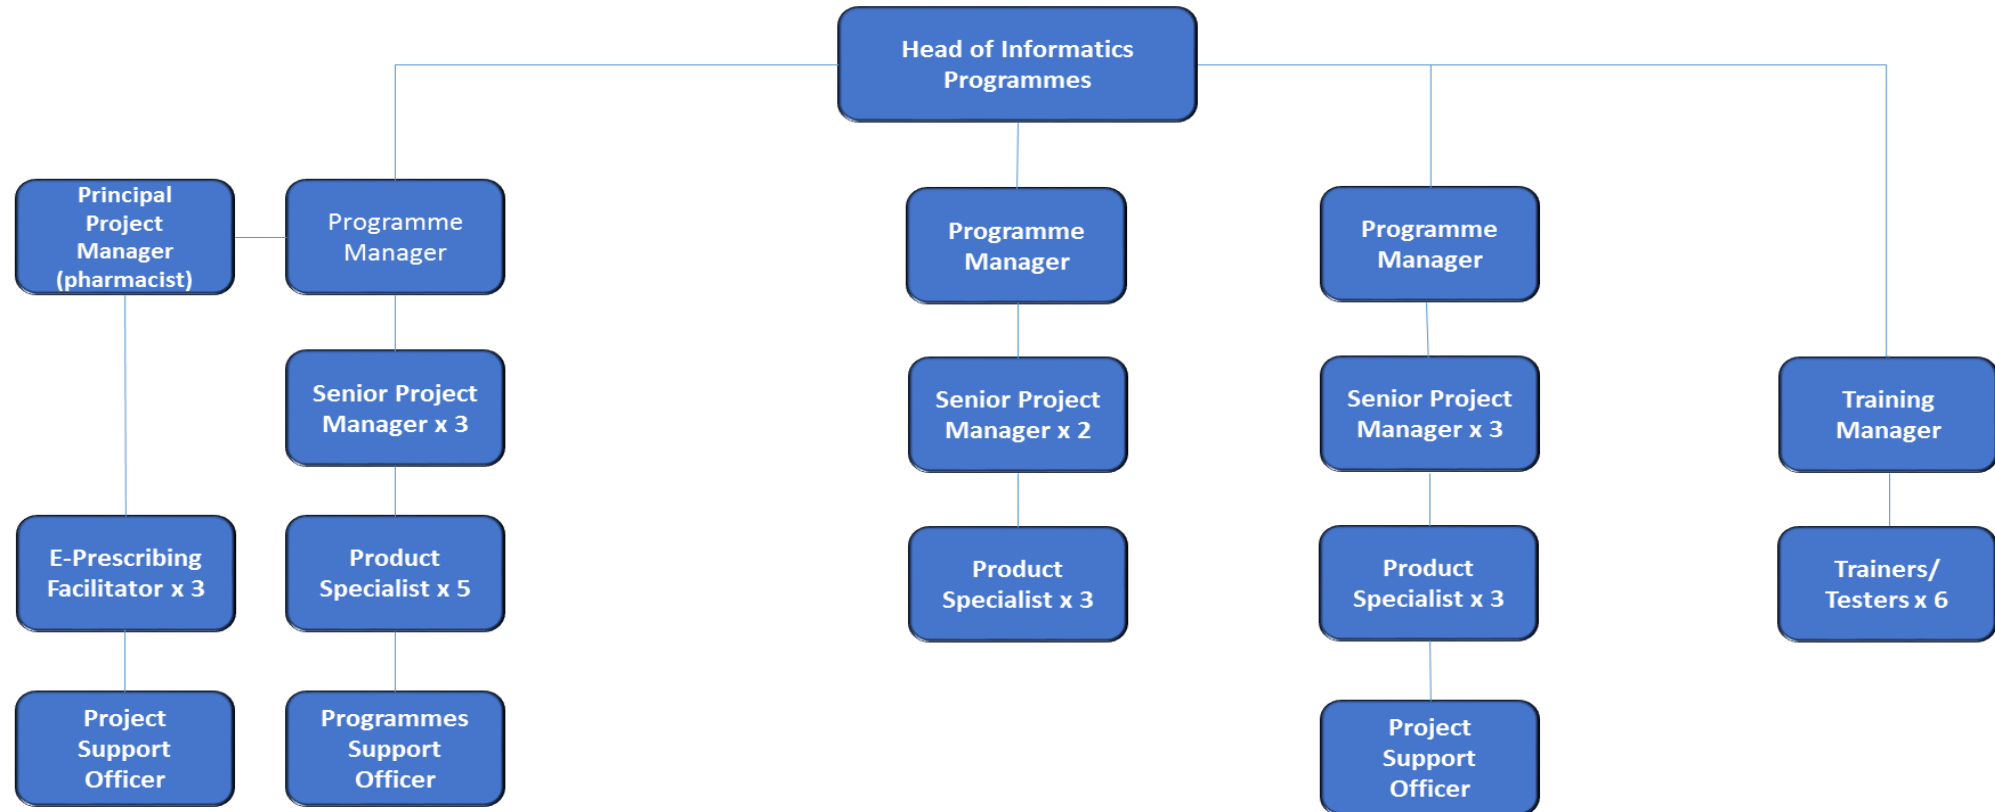 Head of Informatics
Programmes
Principal
Project
Manager
(pharmacist)
Programme
Manager
Programme
Manager
Programme
Manager
Senior Project
Manager x 3
Senior Project
Manager x 2
Senior Project
Manager x 3
Training
Manager
E-Prescribing
Facilitator x 3
Product
Specialist x 5
Product
Specialist x 3
Product
Specialist x 3
Trainers/
Testers x 6
Project
Support
Officer
Programmes
Support
Officer
Project
Support
Officer